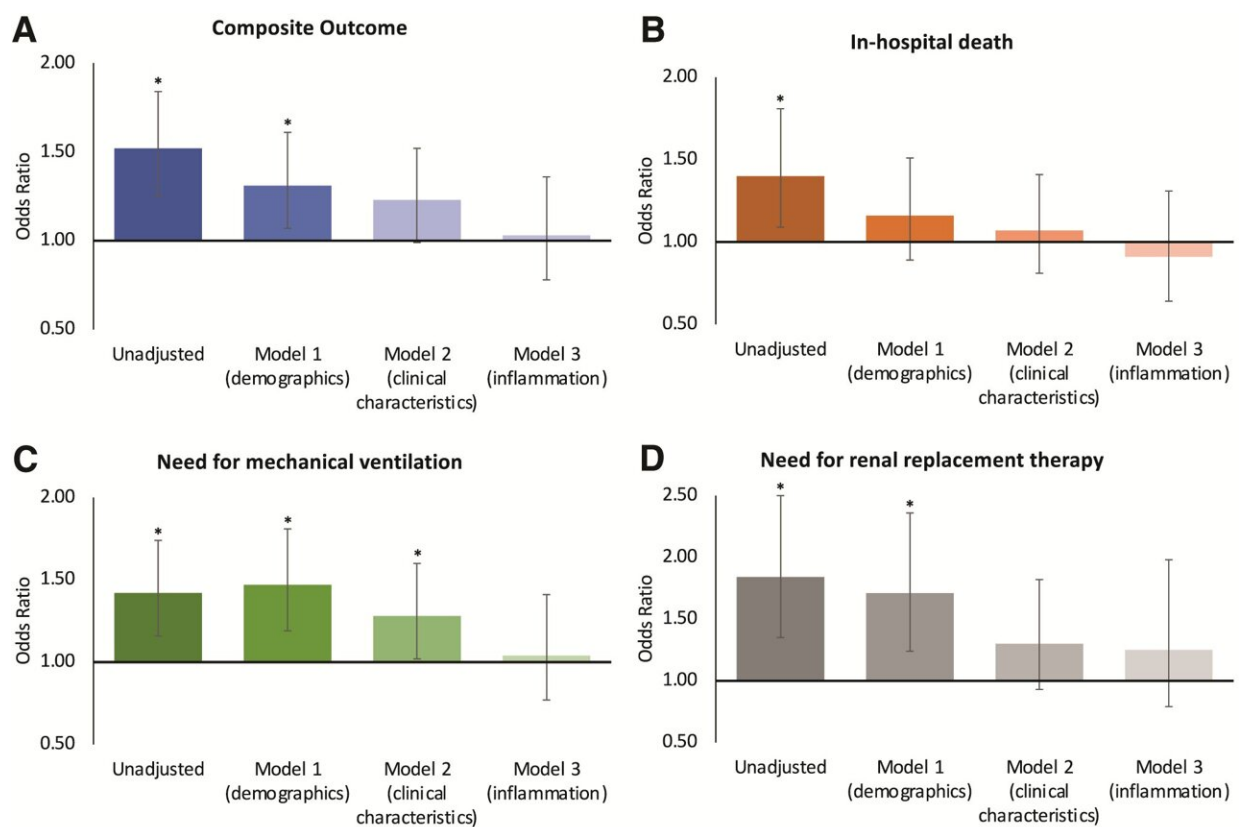 A
Composite Outcome
2.00
1.50
1.00
0.50
Odds Ratio
*
*
Unadjusted
Model 1
(demographics)
Model 2
(clinical
characteristics)
Model 3
(inflammation)
B
In-hospital death
2.00
1.50
1.00
0.50
Odds Ratio
*
Unadjusted
Model 1
(demographics)
Model 2
(clinical
characteristics)
Model 3
(inflammation)
C
Need for mechanical ventilation
2.00
1.50
1.00
0.50
Odds Ratio
*
*
*
Unadjusted
Model 1
(demographics)
Model 2
(clinical
characteristics)
Model 3
(inflammation)
D
Need for renal replacement therapy
2.50
2.00
1.50
1.00
0.50
Odds Ratio
*
*
Unadjusted
Model 1
(demographics)
Model 2
(clinical
characteristics)
Model 3
(inflammation)